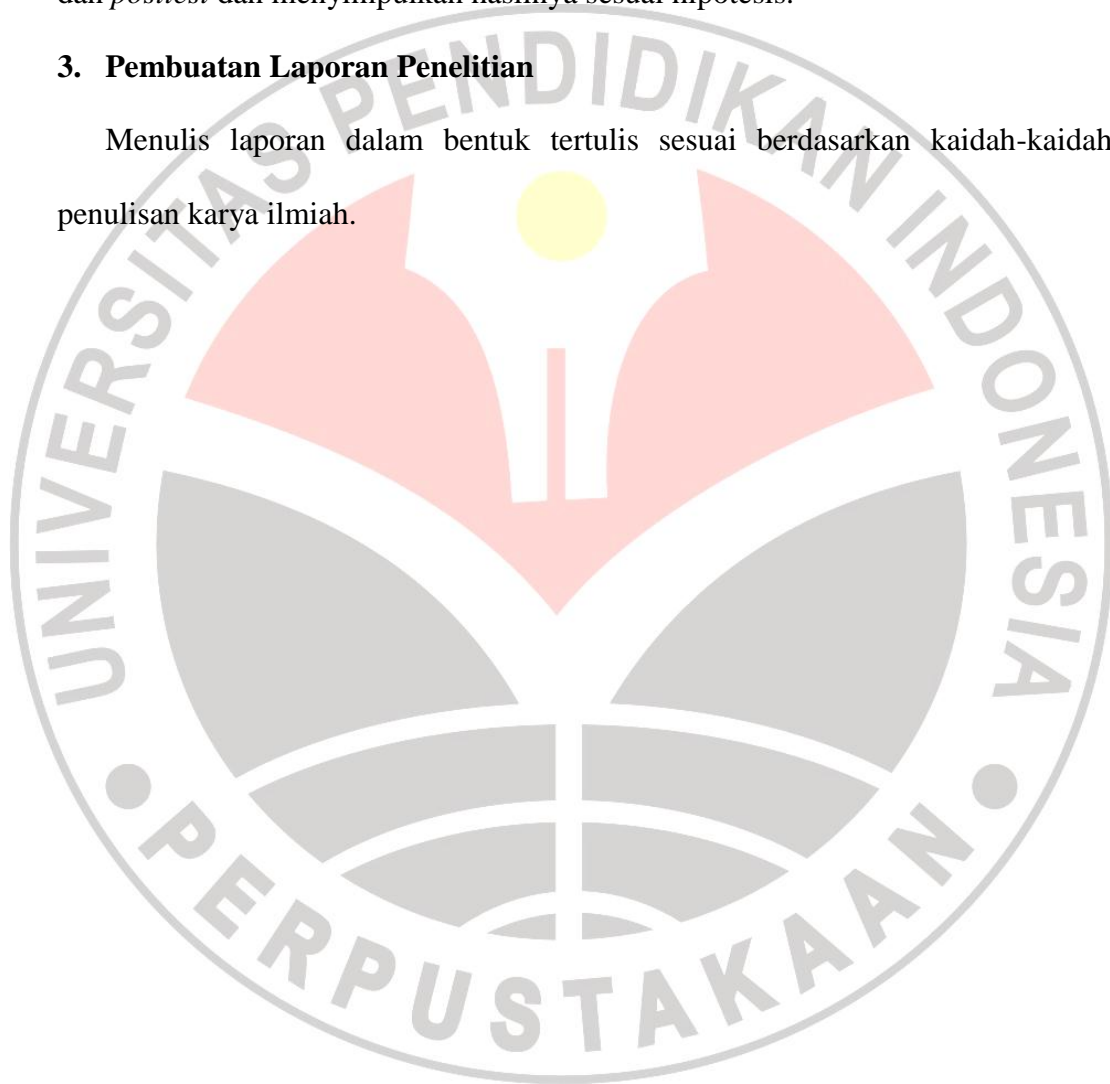 dan posttest dan menyimpulkan hasilnya sesuai hipotesis.
3. Pembuatan Laporan Penelitian
Menulis laporan dalam bentuk tertulis sesuai berdasarkan kaidah-kaidah
penulisan karya ilmiah.
UNIVERSITAS PENDIDIKAN INDONESIA
PERPUSTAKAAN